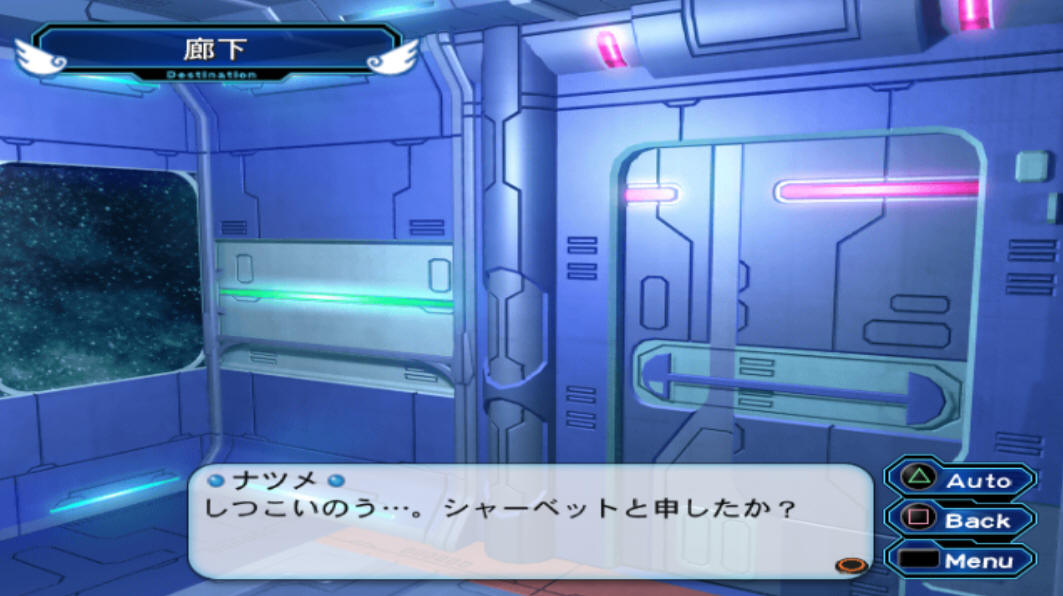 廊下
Destination
ナツメ
しつこいのう…。シャーベットと申したか？
Auto
Back
Menu